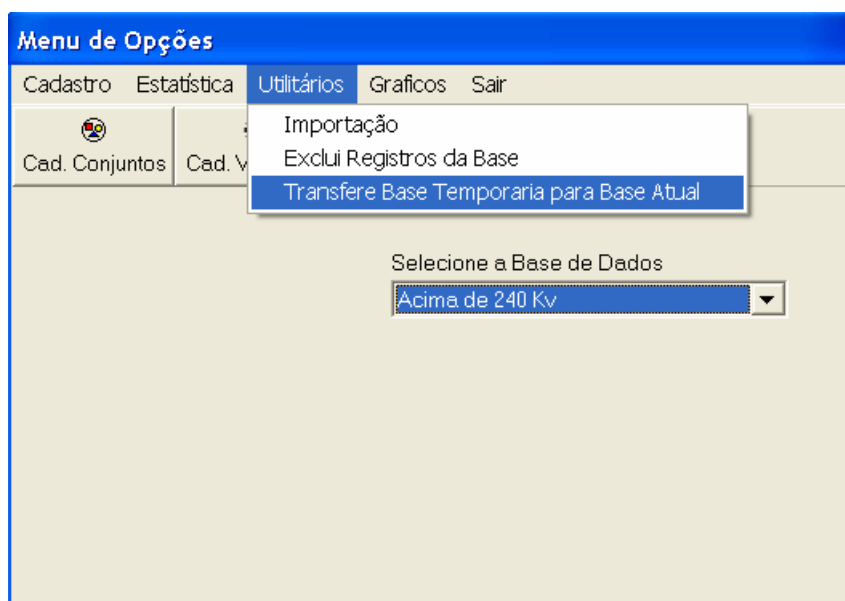 Menu de Opções
Cadastro Estatística Utilitários Graficos Sair
Importação
Cad. Conjuntos Cad.
Exclui Registros da Base
Transfere Base Temporaria para Base Atual
Selecione a Base de Dados
Acima de 240 Kv